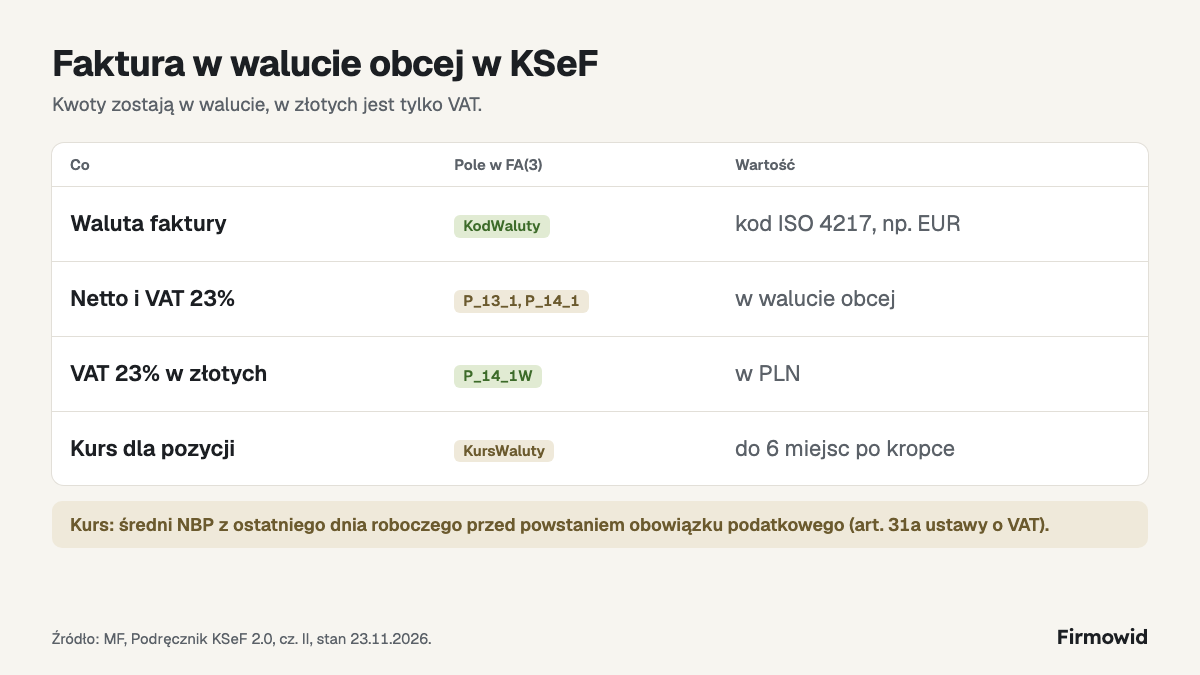 Faktura w walucie obcej w KSeF
Kwoty zostają w walucie, w złotych jest tylko VAT.
Co Pole w FA(3) Wartość
Waluta faktury KodWaluty kod ISO 4217, np. EUR
Netto i VAT 23% P_13_1, P_14_1 w walucie obcej
VAT 23% w złotych P_14_1W w PLN
Kurs dla pozycji KursWaluty do 6 miejsc po kropce
Kurs: średni NBP z ostatniego dnia roboczego przed powstaniem obowiązku podatkowego (art. 31a ustawy o VAT).
Źródło: MF, Podręcznik KSeF 2.0, cz. II, stan 23.11.2026.
Firmowid